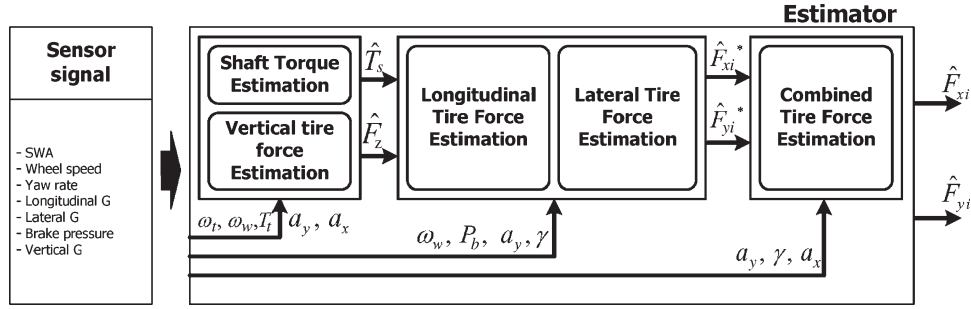 Estimator
Sensor
signal
- SWA
- Wheel speed
- Yaw rate
- Longitudinal G
- Lateral G
- Brake pressure
- Vertical G
Shaft Torque
Estimation
Vertical tire
force
Estimation
T̂s
F̂z
Longitudinal
Tire Force
Estimation
Lateral Tire
Force
Estimation
F̂xi*
F̂yi*
Combined
Tire Force
Estimation
F̂xi
F̂yi
ωt, ωw, Tt ay, ax
ωw, Pb, ay, γ
ay, γ, ax